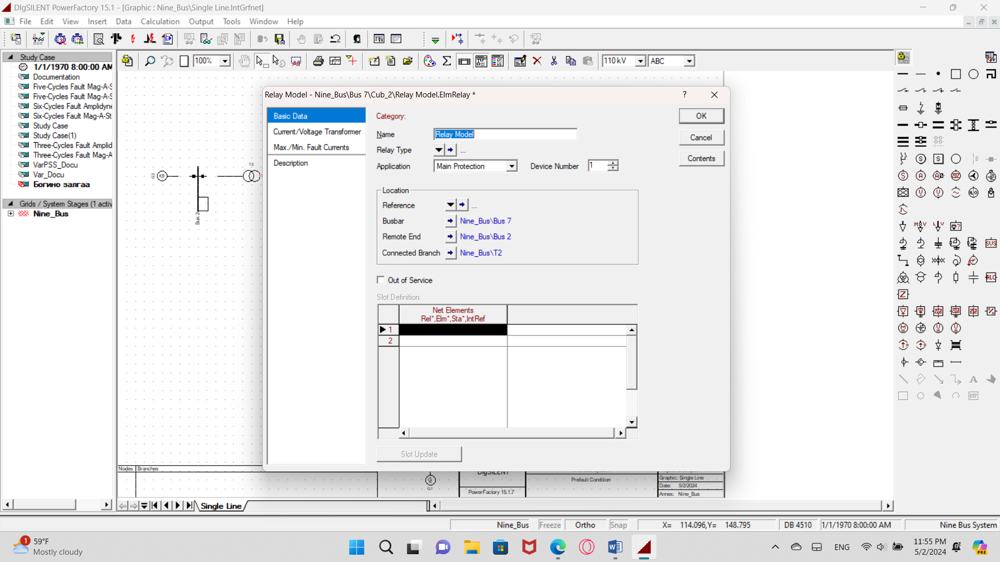 DIgSILENT PowerFactory 15.1 - [Graphic : Nine_Bus\Single Line.IntGrfnet]
File Edit View Insert Data Calculation Output Tools Window Help
Study Case
1/1/1970 8:00:00 AM
Documentation
Five-Cycles Fault Mag-A-S
Five-Cycles Fault Mag-A-S
Six-Cycles Fault Amplidyne
Six-Cycles Fault Mag-A-St
Study Case
Study Case(1)
Three-Cycles Fault Amplid
Three-Cycles Fault Mag-A
VarPSS_Docu
Var_Docu
Богино залгаа
Grids / System Stages (1 activ
Nine_Bus
100%
110 kV
ABC
G2
T2
Bus 2
Relay Model - Nine_Bus\Bus 7\Cub_2\Relay Model.ElmRelay *
?
Basic Data
Current/Voltage Transformer
Max./Min. Fault Currents
Description
Category:
Name Relay Model
Relay Type ...
Application Main Protection Device Number 1
Location
Reference ...
Busbar Nine_Bus\Bus 7
Remote End Nine_Bus\Bus 2
Connected Branch Nine_Bus\T2
Out of Service
Slot Definition:
Net Elements
Rel*,Elm*,Sta*,IntRef
1
2
Slot Update
OK
Cancel
Contents
Nodes Branches
G
G1
DIgSILENT
PowerFactory 15.1.7
Prefault Condition
Graphic: Single Line
Date: 5/2/2024
Annex: Nine_Bus
Single Line
Nine_Bus Freeze Ortho Snap X= 114.096,Y= 148.795 DB 4510 1/1/1970 8:00:00 AM Nine Bus System
1
59°F
Mostly cloudy
ENG
11:55 PM
5/2/2024
PRE